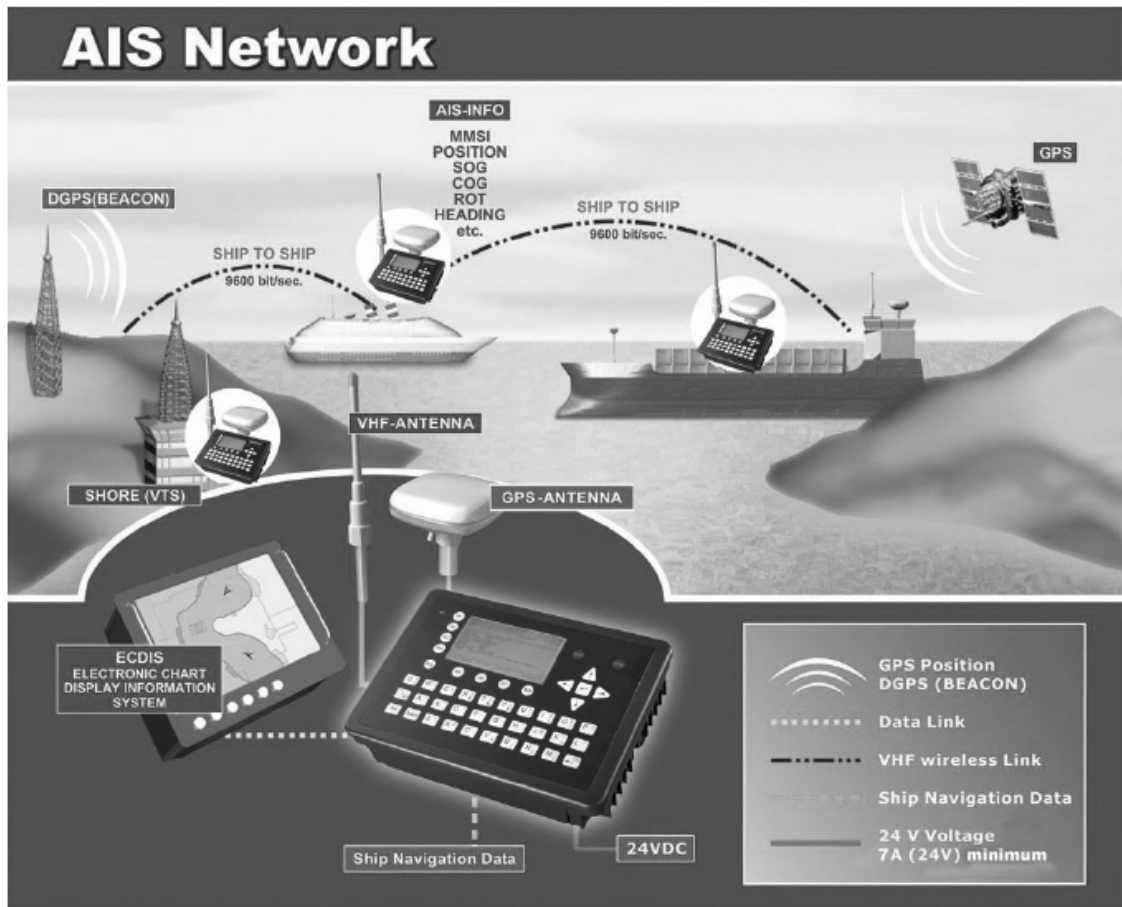 AIS Network
AIS-INFO
MMSI
POSITION
SOG
COG
ROT
HEADING
etc.
GPS
DGPS(BEACON)
SHIP TO SHIP
9600 bit/sec.
SHIP TO SHIP
9600 bit/sec.
VHF-ANTENNA
SHORE (VTS)
GPS-ANTENNA
ECDIS
ELECTRONIC CHART
DISPLAY INFORMATION
SYSTEM
Ship Navigation Data
24VDC
GPS Position
DGPS (BEACON)
Data Link
VHF wireless Link
Ship Navigation Data
24 V Voltage
7A (24V) minimum